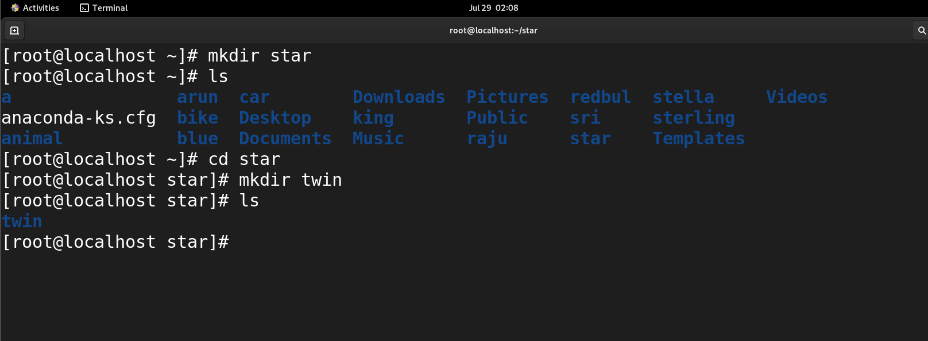 Activities Terminal Jul 29 02:08
root@localhost:~/star
[root@localhost ~]# mkdir star
[root@localhost ~]# ls
a arun car Downloads Pictures redbul stella Videos
anaconda-ks.cfg bike Desktop king Public sri sterling
animal blue Documents Music raju star Templates
[root@localhost ~]# cd star
[root@localhost star]# mkdir twin
[root@localhost star]# ls
twin
[root@localhost star]#